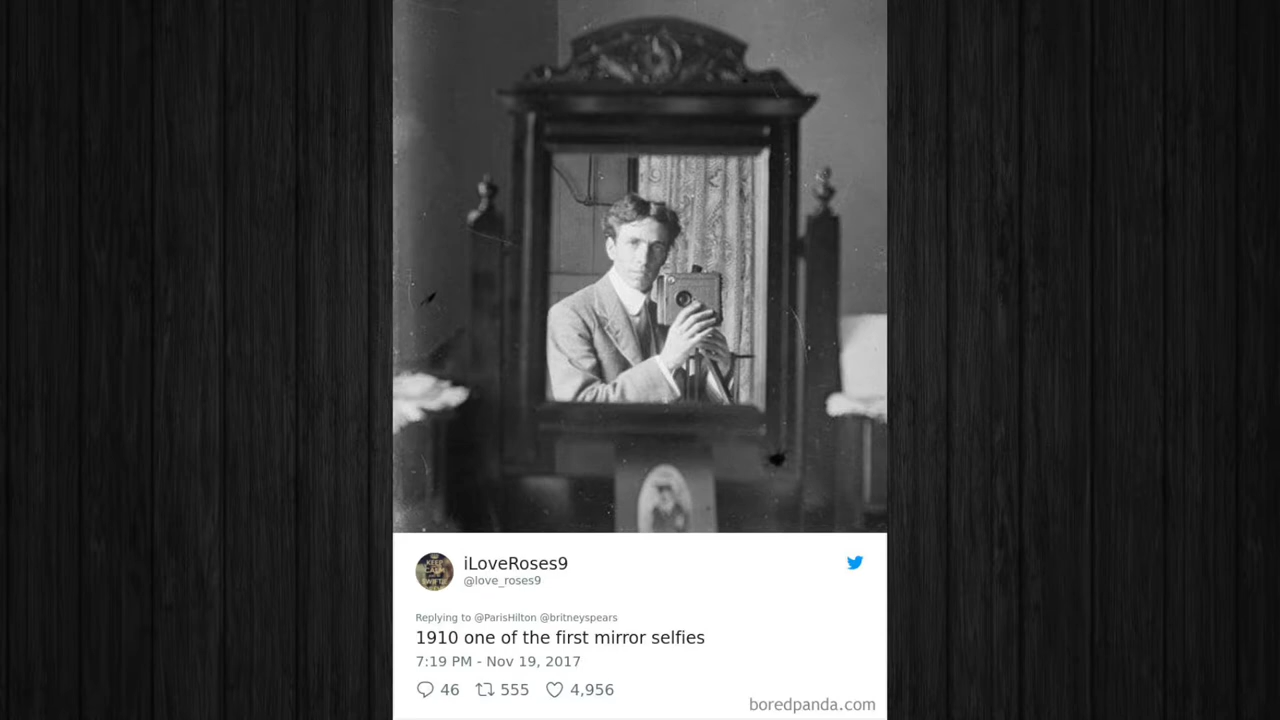 iLoveRoses9
@love_roses9
Replying to @ParisHilton @britneyspears
1910 one of the first mirror selfies
7:19 PM - Nov 19, 2017
46 555 4,956
boredpanda.com